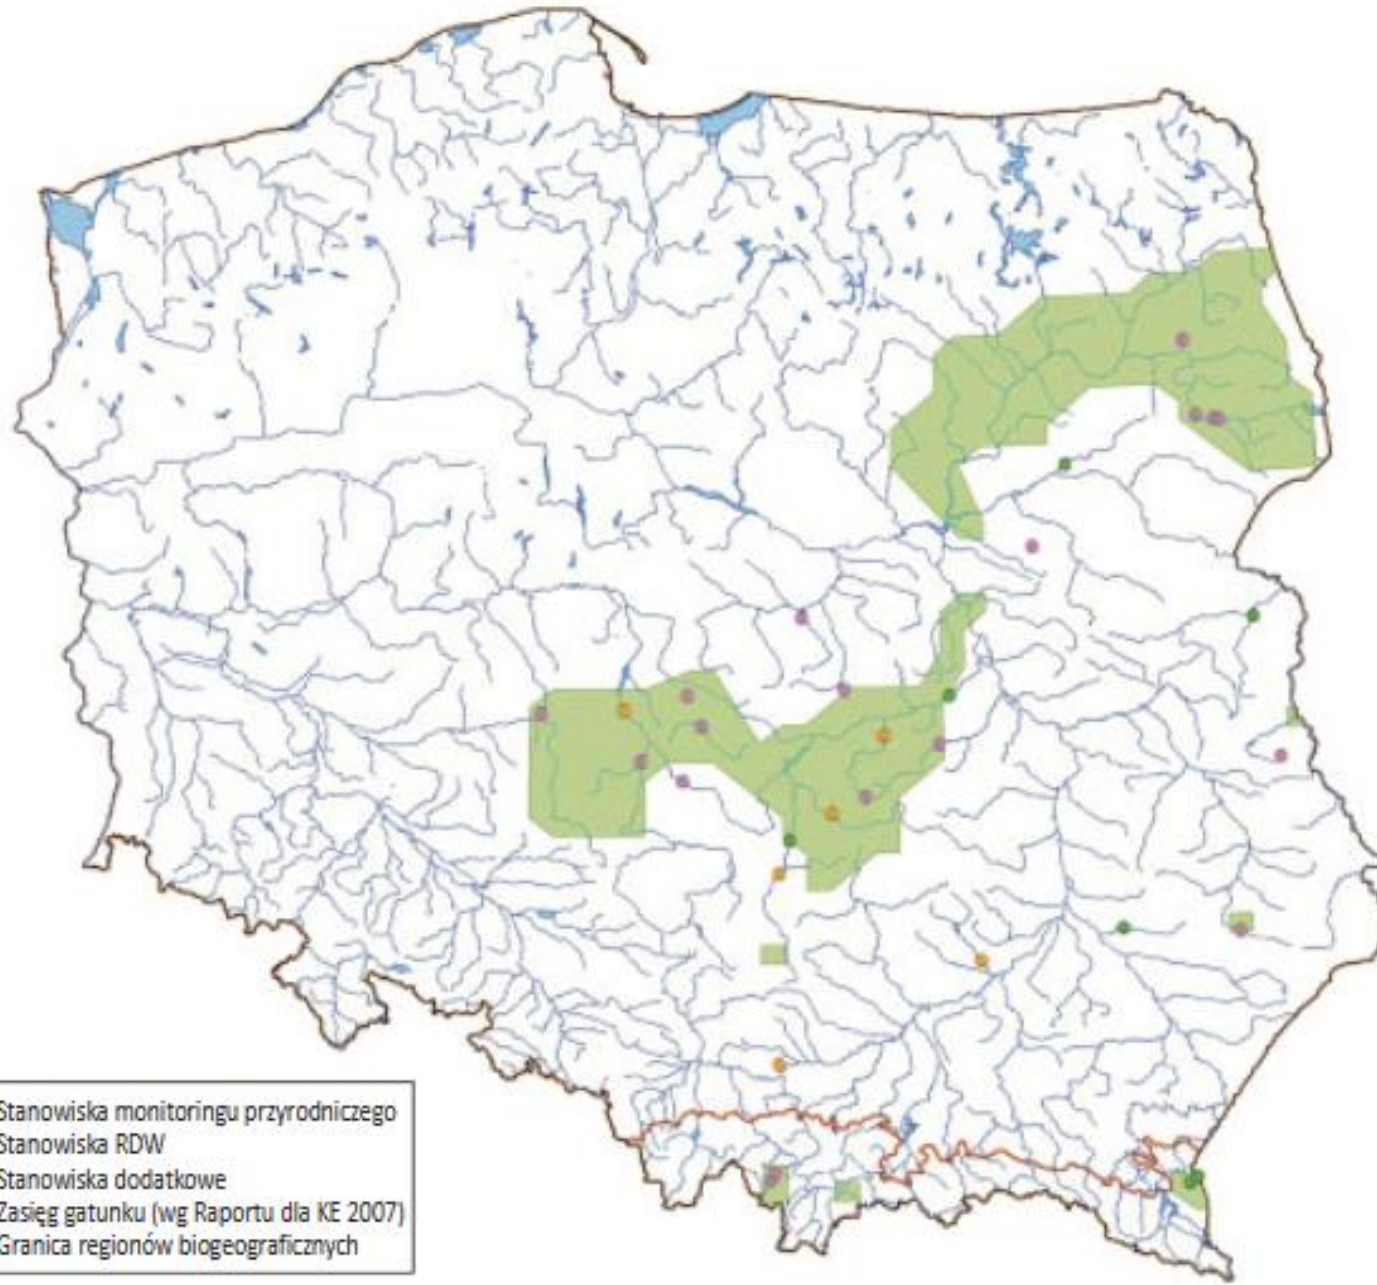 Stanowiska monitoringu przyrodniczego
Stanowiska RDW
Stanowiska dodatkowe
Zasięg gatunku (wg Raportu dla KE 2007)
Granica regionów biogeograficznych